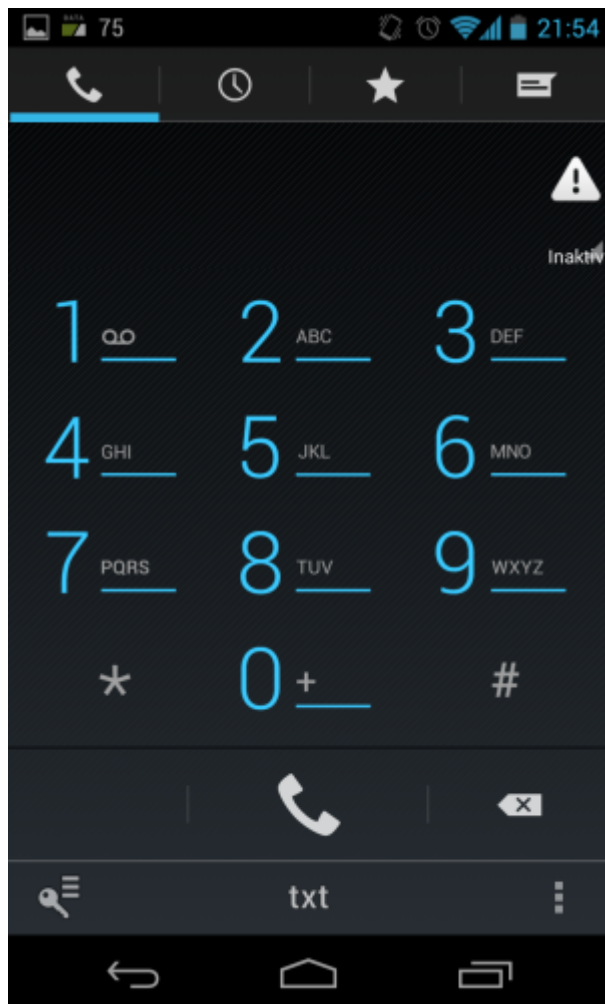 DATA 75 21:54
Inaktiv
1 2 ABC 3 DEF
4 GHI 5 JKL 6 MNO
7 PQRS 8 TUV 9 WXYZ
* 0 + #
txt